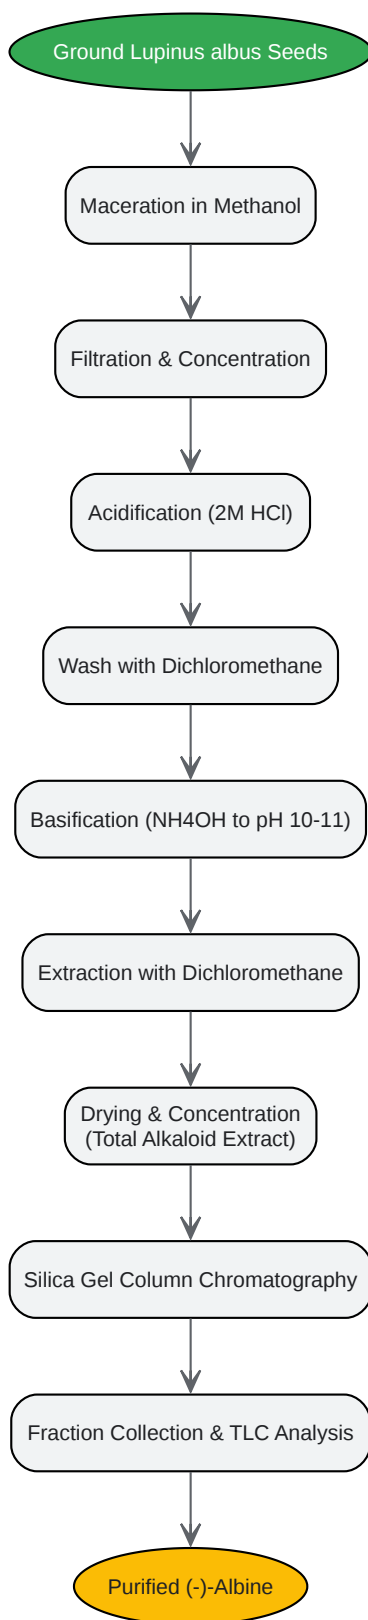 Ground Lupinus albus Seeds
Maceration in Methanol
Filtration & Concentration
Acidification (2M HCl)
Wash with Dichloromethane
Basification (NH4OH to pH 10-11)
Extraction with Dichloromethane
Drying & Concentration
(Total Alkaloid Extract)
Silica Gel Column Chromatography
Fraction Collection & TLC Analysis
Purified (-)-Albine